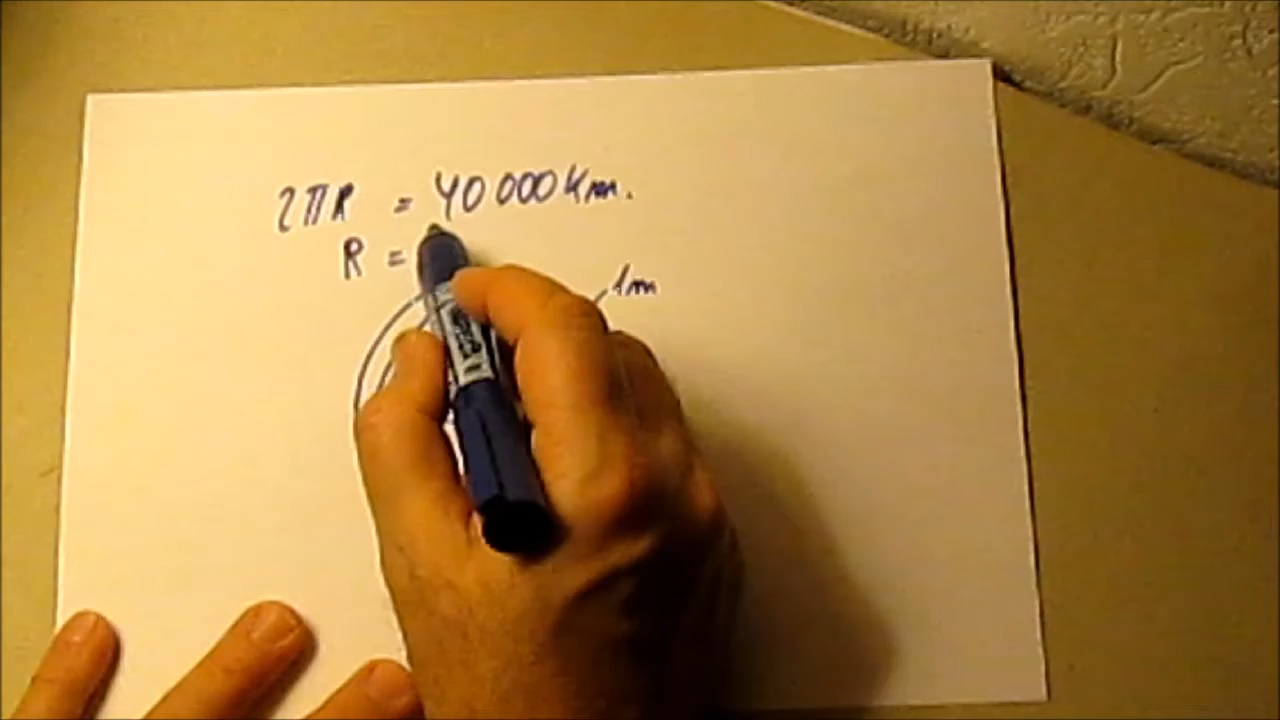 2πR = 40 000 Km.
R =
1m